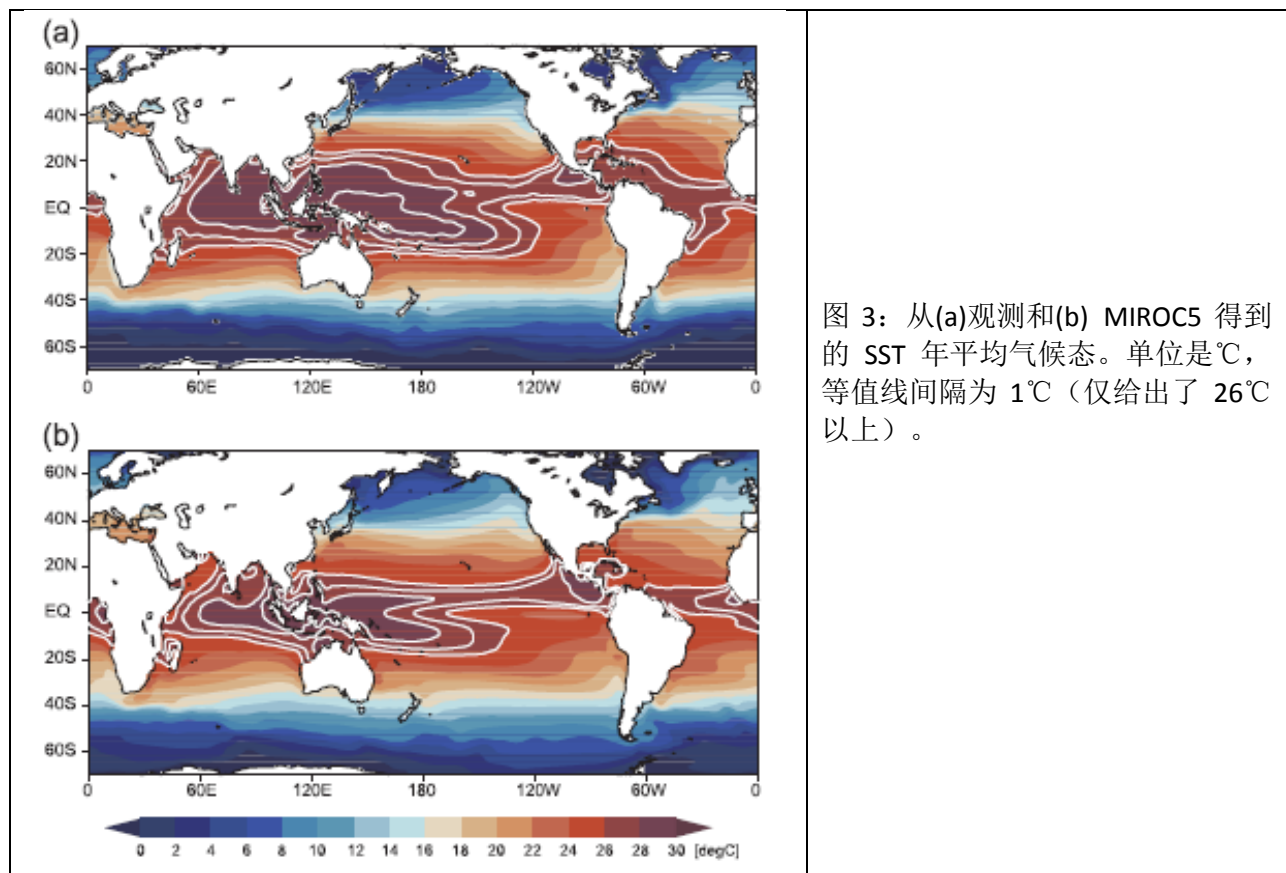 (a)
60N
40N
20N
EQ
20S
40S
60S
0 60E 120E 180 120W 60W 0
(b)
60N
40N
20N
EQ
20S
40S
60S
0 60E 120E 180 120W 60W 0
0 2 4 6 8 10 12 14 16 18 20 22 24 26 28 30 [degC]
图 3：从(a)观测和(b) MIROC5 得到
的 SST 年平均气候态。单位是℃，
等值线间隔为 1℃（仅给出了 26℃
以上）。